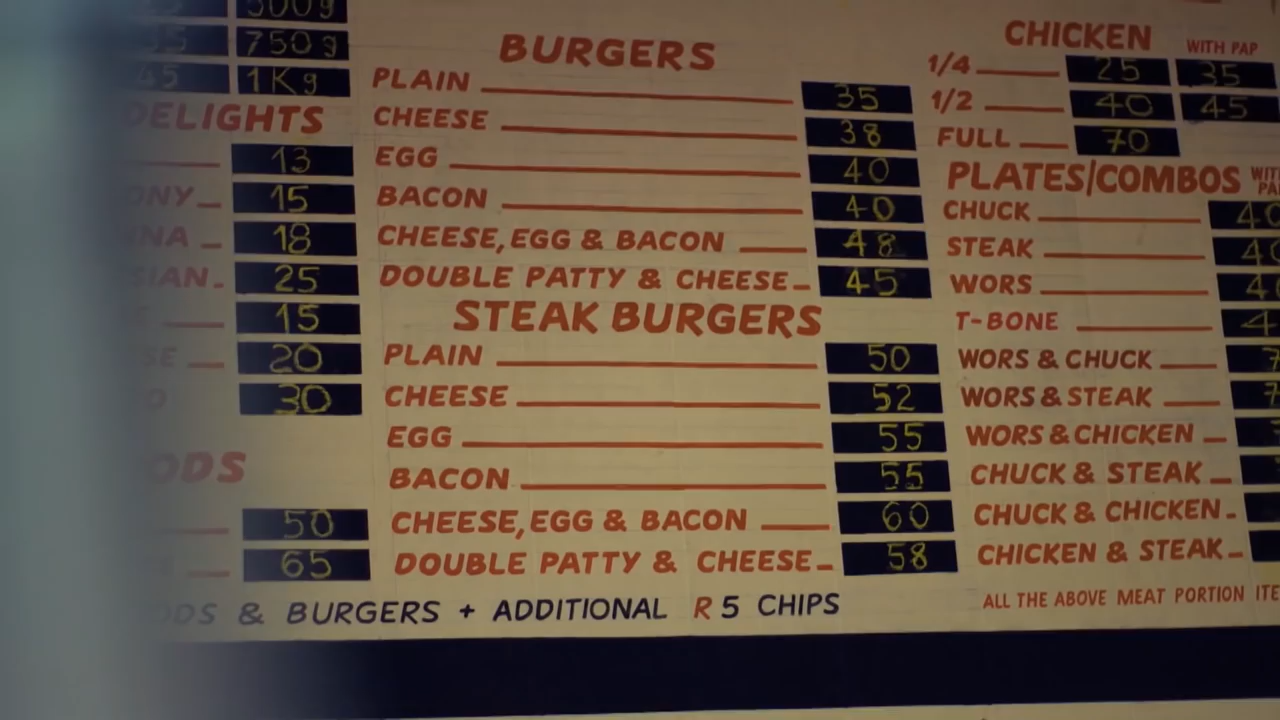 500g
35 750g
45 1Kg
DELIGHTS
13
15
18
25
15
20
30
50
65
BURGERS
PLAIN 35
CHEESE 38
EGG 40
BACON 40
CHEESE, EGG & BACON 48
DOUBLE PATTY & CHEESE 45
STEAK BURGERS
PLAIN 50
CHEESE 52
EGG 55
BACON 55
CHEESE, EGG & BACON 60
DOUBLE PATTY & CHEESE 58
& BURGERS + ADDITIONAL R5 CHIPS
CHICKEN WITH PAP
1/4 25 35
1/2 40 45
FULL 70
PLATES/COMBOS
CHUCK
STEAK
WORS
T-BONE
WORS & CHUCK
WORS & STEAK
WORS & CHICKEN
CHUCK & STEAK
CHUCK & CHICKEN
CHICKEN & STEAK
ALL THE ABOVE MEAT PORTION